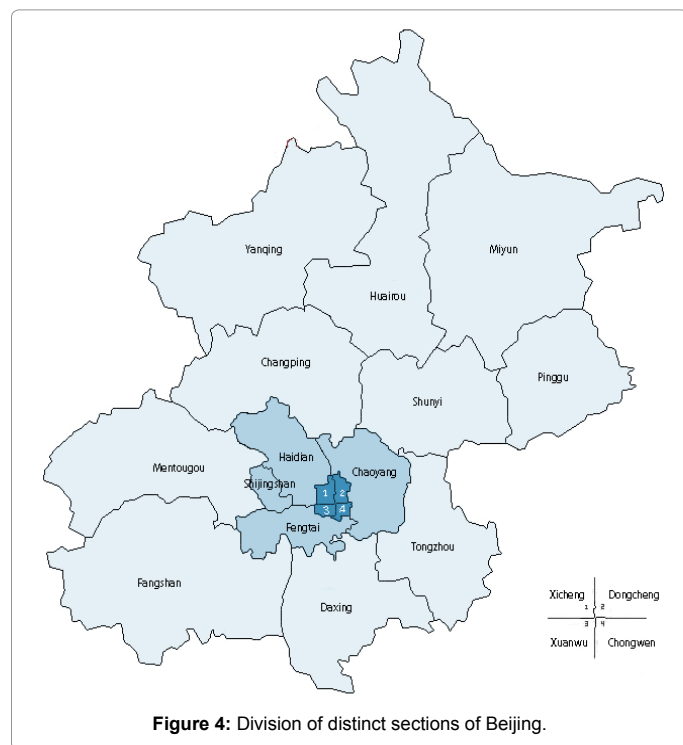 Yanqing
Miyun
Huairou
Changping
Pinggu
Shunyi
Haidian
Chaoyang
Mentougou
Shijingshan
1 2
3 4
Fengtai
Tongzhou
Fangshan
Daxing
Xicheng Dongcheng
1 2
3 4
Xuanwu Chongwen
Figure 4: Division of distinct sections of Beijing.